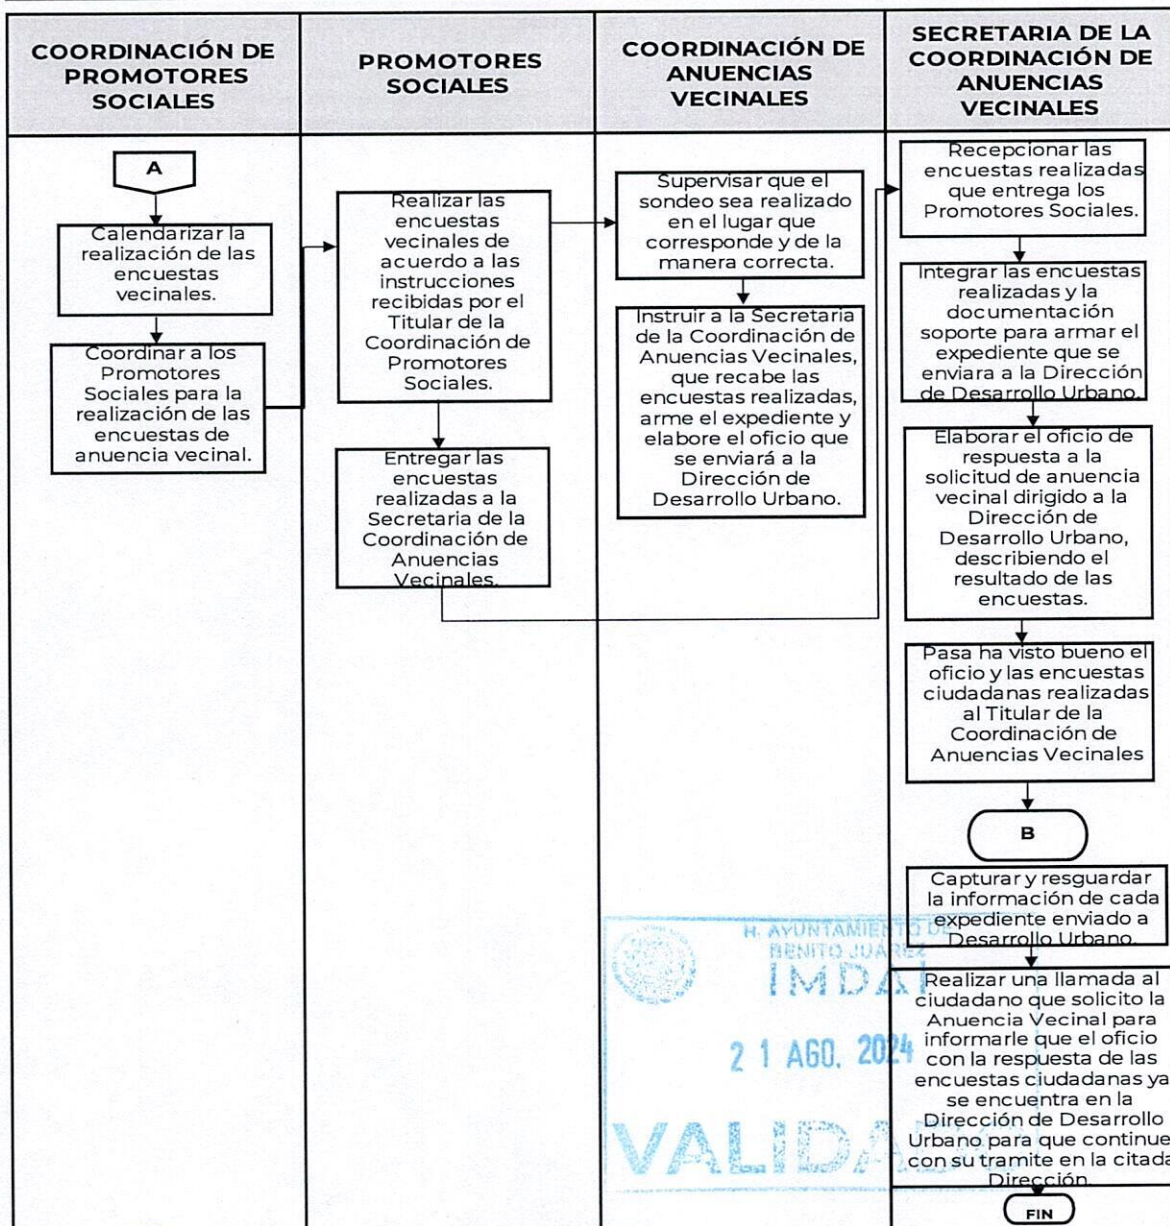 COORDINACIÓN DE
PROMOTORES
SOCIALES
PROMOTORES
SOCIALES
COORDINACIÓN DE
ANUENCIAS
VECINALES
SECRETARIA DE LA
COORDINACIÓN DE
ANUENCIAS
VECINALES
A
Calendarizar la
realización de las
encuestas
vecinales.
Coordinar a los
Promotores
Sociales para la
realización de las
encuestas de
anuencia vecinal.
Realizar las
encuestas
vecinales de
acuerdo a las
instrucciones
recibidas por el
Titular de la
Coordinación de
Promotores
Sociales.
Entregar las
encuestas
realizadas a la
Secretaria de la
Coordinación de
Anuencias
Vecinales.
Supervisar que el
sondeo sea realizado
en el lugar que
corresponde y de la
manera correcta.
Instruir a la Secretaria
de la Coordinación de
Anuencias Vecinales,
que recabe las
encuestas realizadas,
arme el expediente y
elabore el oficio que
se enviará a la
Dirección de
Desarrollo Urbano.
Recepcionar las
encuestas realizadas
que entrega los
Promotores Sociales.
Integrar las encuestas
realizadas y la
documentación
soporte para armar el
expediente que se
enviara a la Dirección
de Desarrollo Urbano.
Elaborar el oficio de
respuesta a la
solicitud de anuencia
vecinal dirigido a la
Dirección de
Desarrollo Urbano,
describiendo el
resultado de las
encuestas.
Pasa ha visto bueno el
oficio y las encuestas
ciudadanas realizadas
al Titular de la
Coordinación de
Anuencias Vecinales
B
Capturar y resguardar
la información de cada
expediente enviado a
Desarrollo Urbano.
Realizar una llamada al
ciudadano que solicito la
Anuencia Vecinal para
informarle que el oficio
con la respuesta de las
encuestas ciudadanas ya
se encuentra en la
Dirección de Desarrollo
Urbano para que continue
con su tramite en la citada
Dirección
FIN
H. AYUNTAMIENTO DE
BENITO JUÁREZ
IMDAI
21 AGO. 2024
VALIDADO